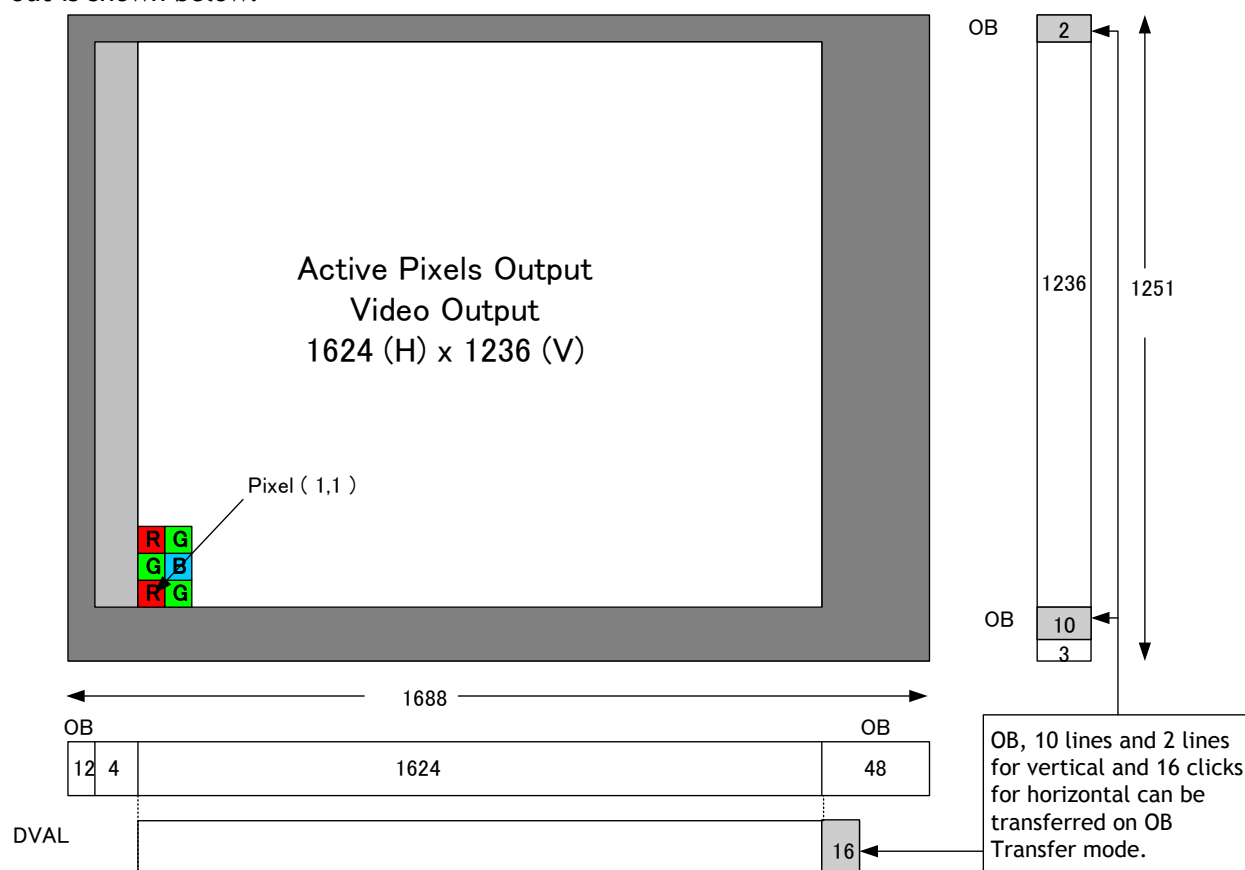 OB
2
Active Pixels Output
Video Output
1624 (H) x 1236 (V)
1236
1251
Pixel ( 1,1 )
R G
G B
R G
OB
10
3
1688
OB
OB
12
4
1624
48
DVAL
16
OB, 10 lines and 2 lines
for vertical and 16 clicks
for horizontal can be
transferred on OB
Transfer mode.